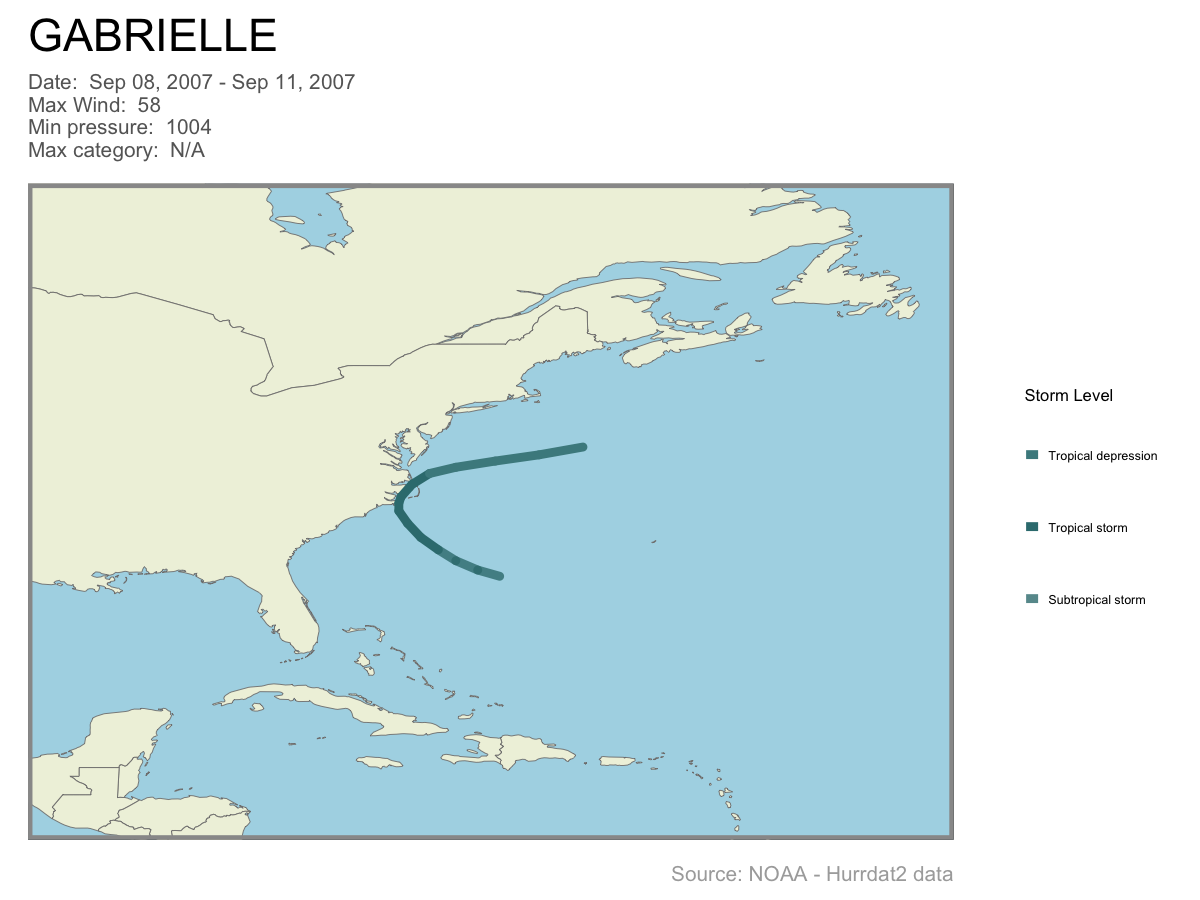 GABRIELLE
Date:  Sep 08, 2007 - Sep 11, 2007
Max Wind:  58
Min pressure:  1004
Max category:  N/A
Storm Level
Tropical depression
Tropical storm
Subtropical storm
Source: NOAA - Hurrdat2 data